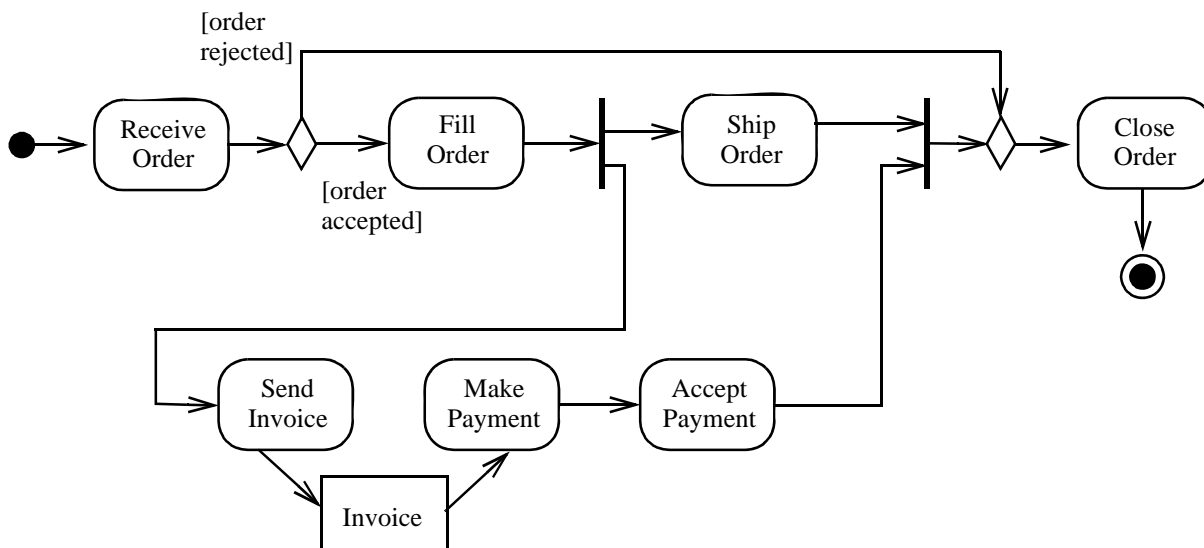 [order
rejected]
Receive
Order
Fill
Order
Ship
Order
Close
Order
[order
accepted]
Send
Invoice
Make
Payment
Accept
Payment
Invoice